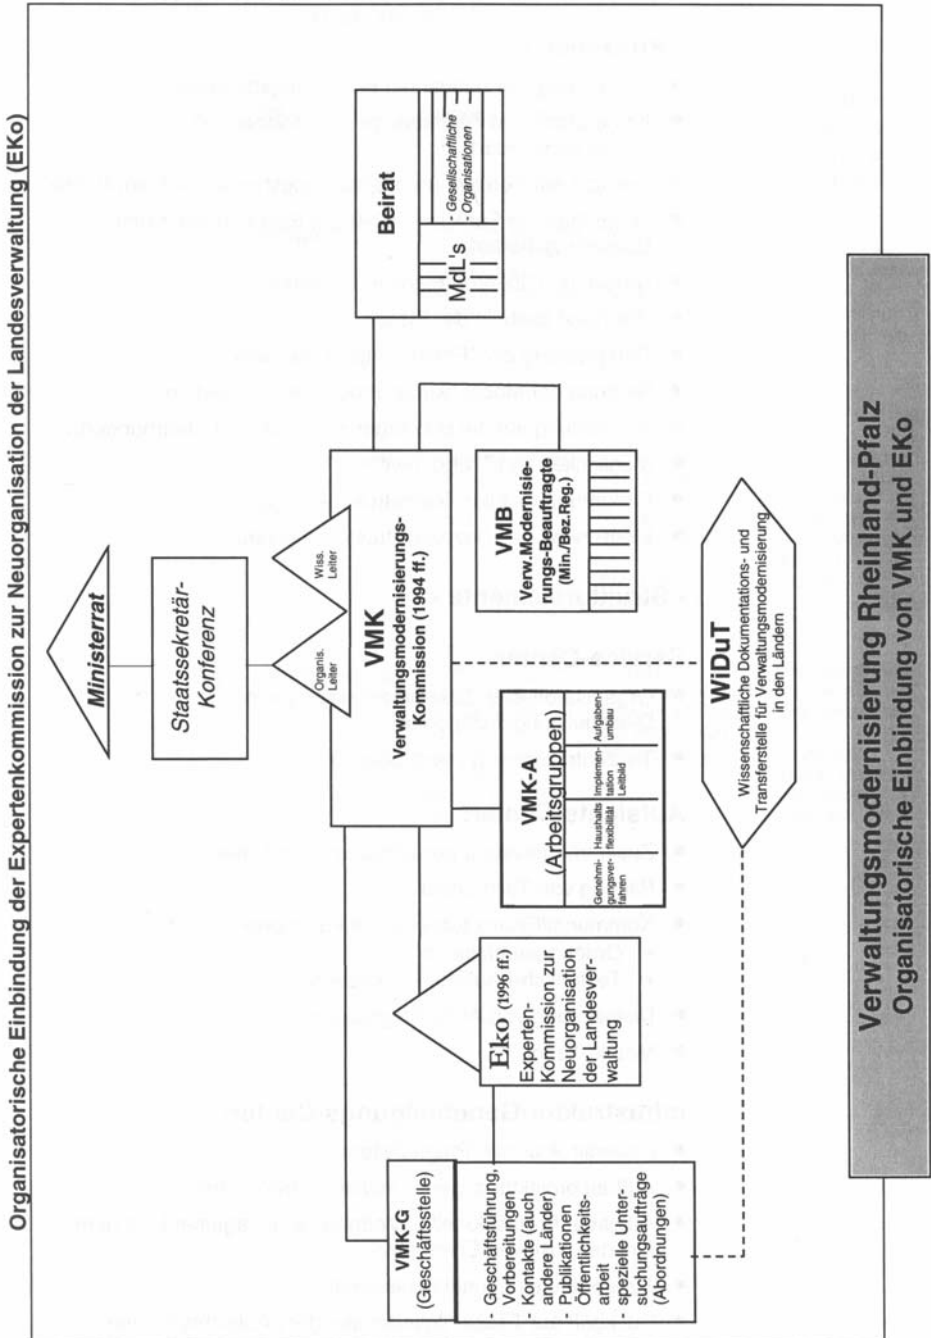 Organisatorische Einbindung der Expertenkommission zur Neuorganisation der Landesverwaltung (EKo)
Ministerrat
Staatssekretär-
Konferenz
Organis.
Leiter
Wiss.
Leiter
VMK
Verwaltungsmodernisierungs-
Kommission (1994 ff.)
Beirat
MdL's
- Gesellschaftliche
Organisationen
VMK-G
(Geschäftsstelle)
- Geschäftsführung,
Vorbereitungen
- Kontakte (auch
andere Länder)
- Publikationen
- Öffentlichkeits-
arbeit
- spezielle Unter-
suchungsaufträge
(Abordnungen)
Eko (1996 ff.)
Experten-
Kommission zur
Neuorganisation
der Landesver-
waltung
VMK-A
(Arbeitsgruppen)
Genehmi-
gungsver-
fahren
Haushalts
flexibilität
Implemen-
tation
Leitbild
Aufgaben
umbau
VMB
Verw.Modernisie-
rungs-Beauftragte
(Min./Bez.Reg.)
WiDuT
Wissenschaftliche Dokumentations- und
Transferstelle für Verwaltungsmodernisierung
in den Ländern
Verwaltungsmodernisierung Rheinland-Pfalz
Organisatorische Einbindung von VMK und EKo